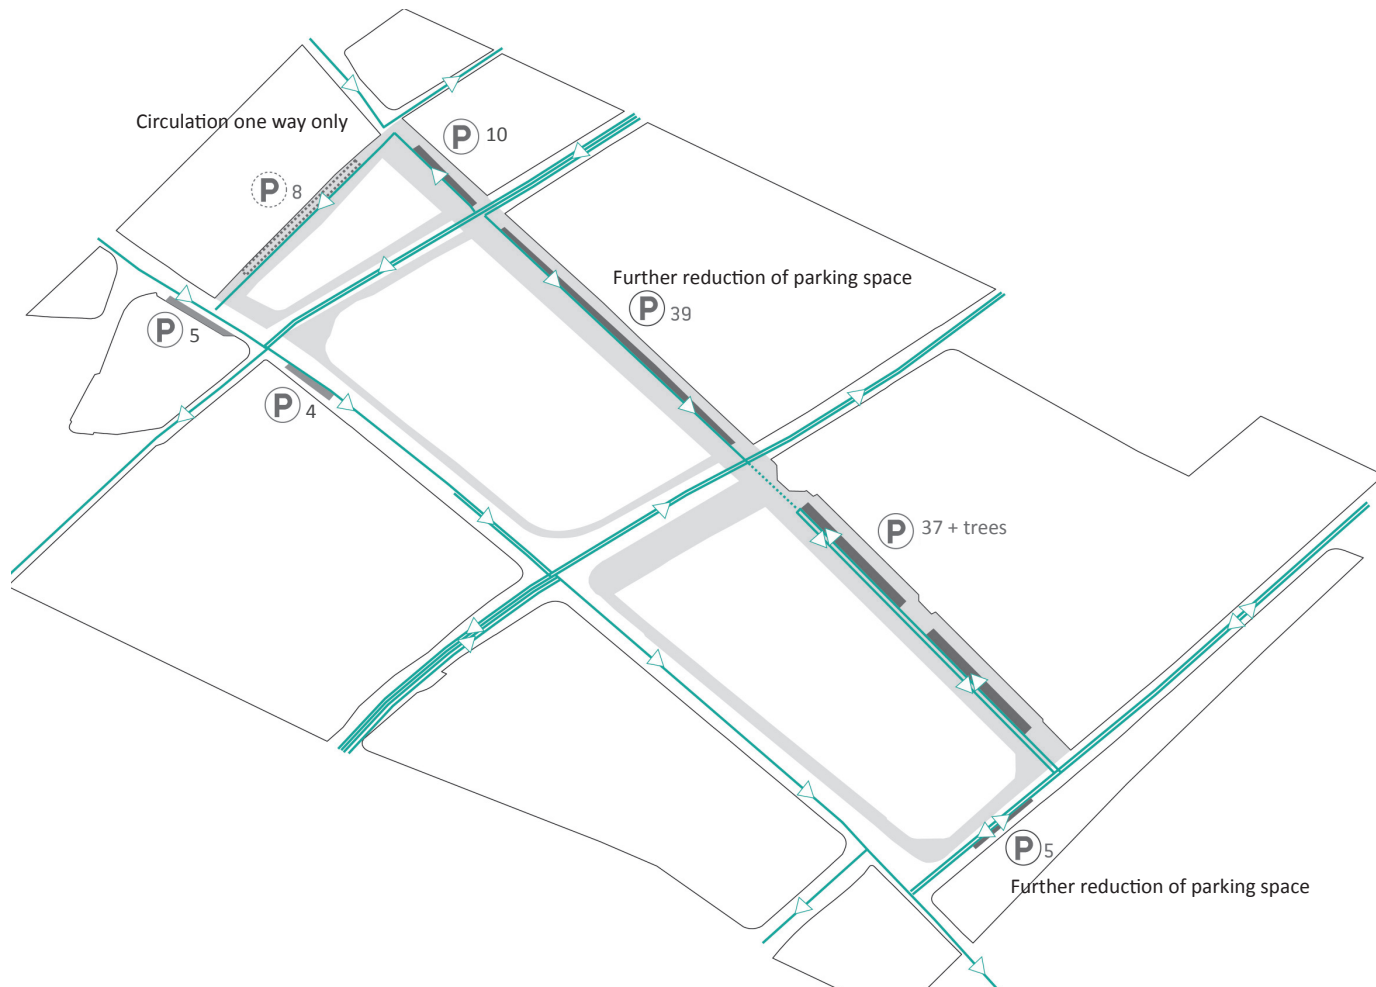 Circulation one way only
P 10
P 8
Further reduction of parking space
P 39
P 5
P 4
P 37 + trees
P 5
Further reduction of parking space